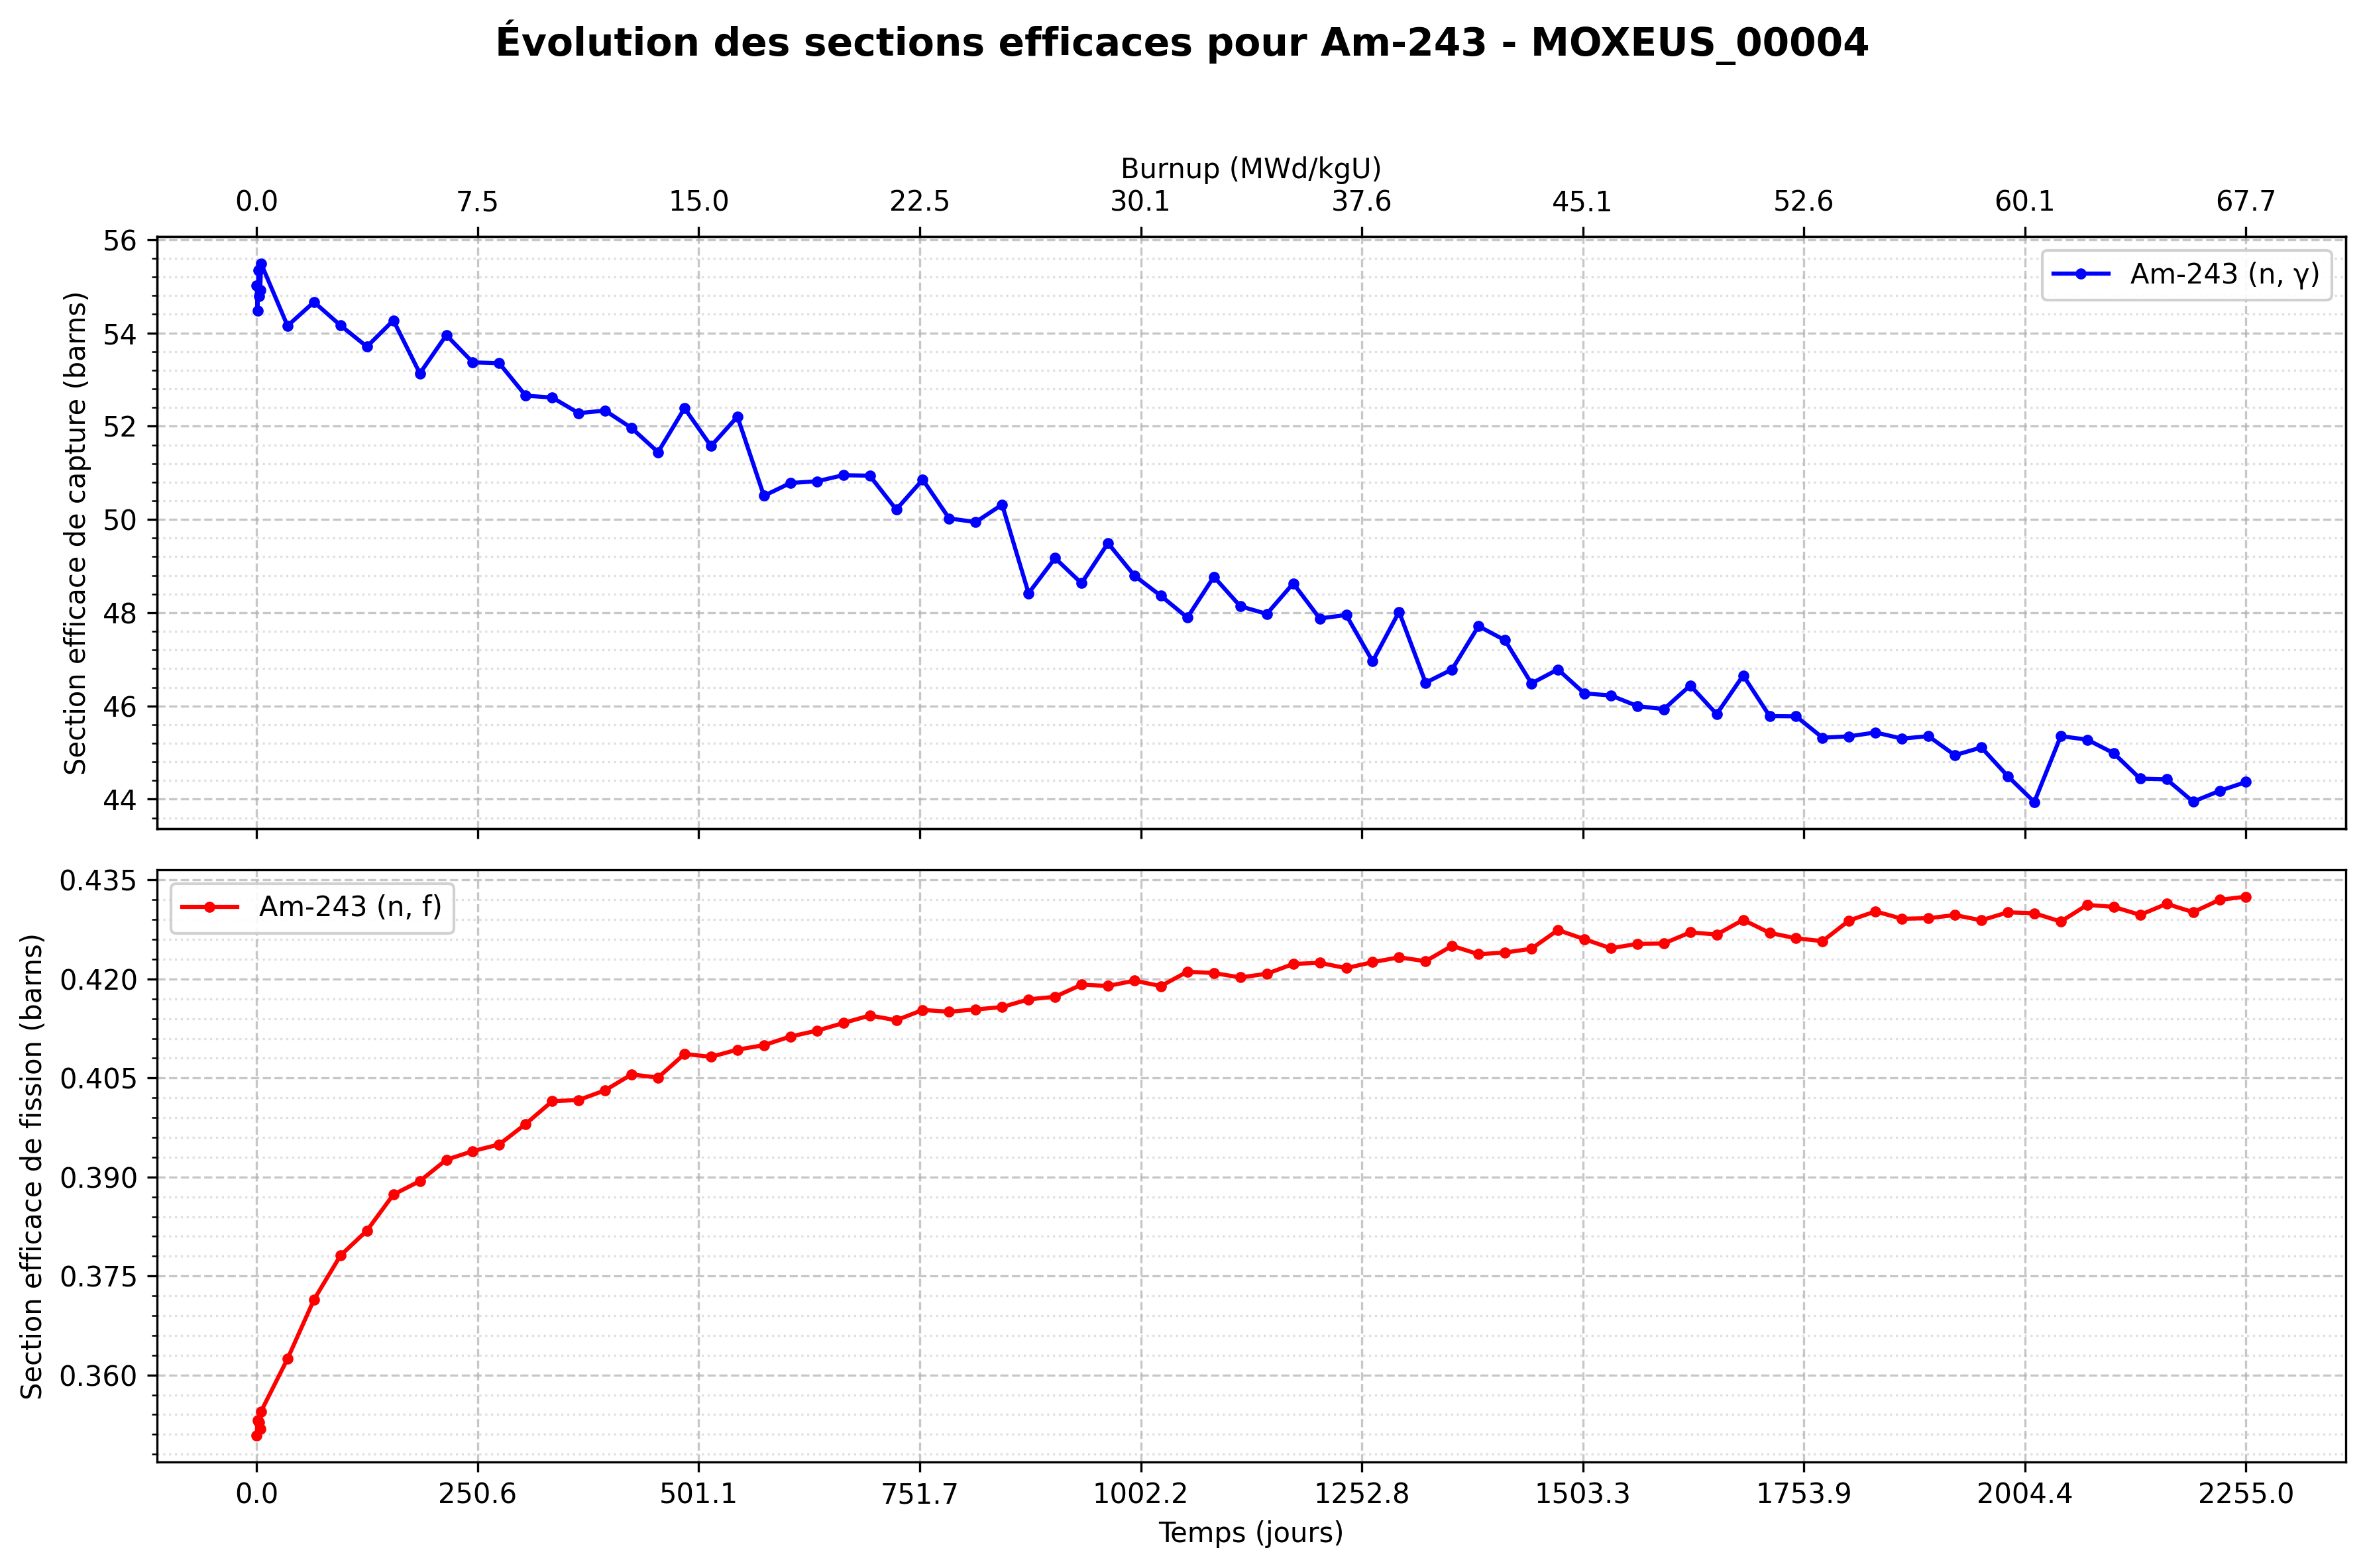 Évolution des sections efficaces pour Am-243 - MOXEUS_00004
Burnup (MWd/kgU)
0.0 7.5 15.0 22.5 30.1 37.6 45.1 52.6 60.1 67.7
Section efficace de capture (barns)
56
54
52
50
48
46
44
Am-243 (n, γ)
Section efficace de fission (barns)
0.435
0.420
0.405
0.390
0.375
0.360
Am-243 (n, f)
0.0 250.6 501.1 751.7 1002.2 1252.8 1503.3 1753.9 2004.4 2255.0
Temps (jours)